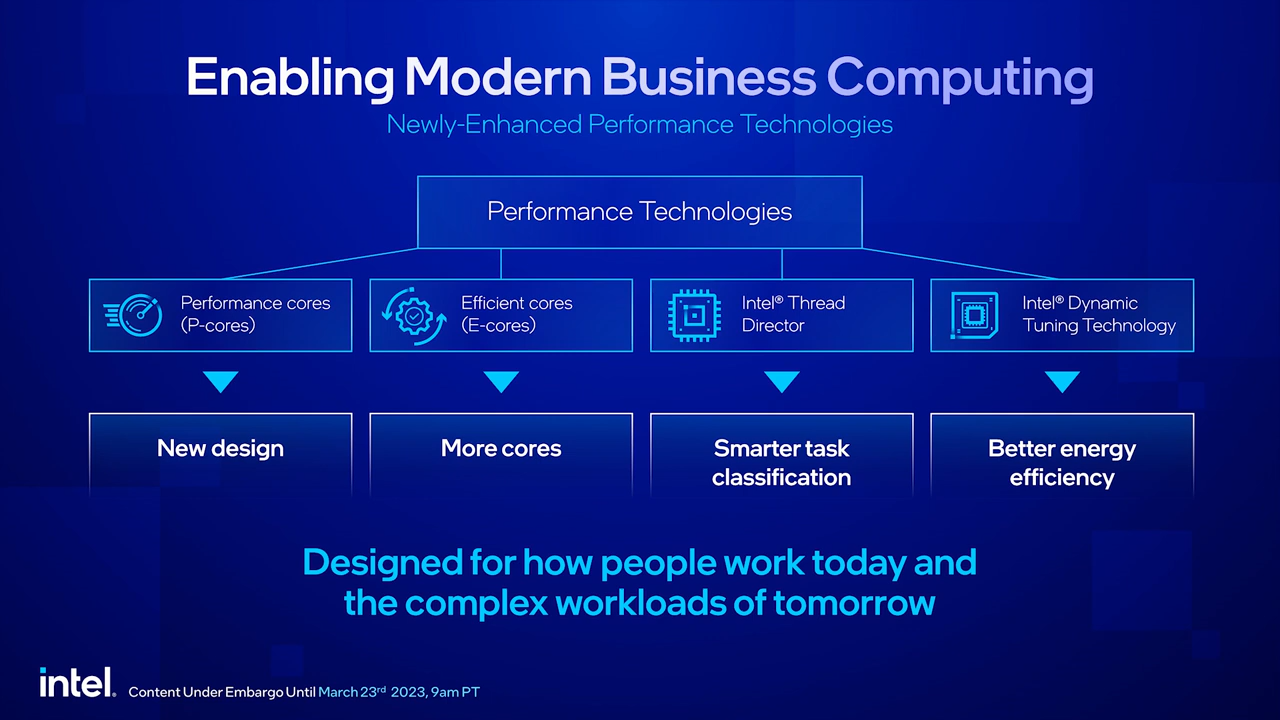 Enabling Modern Business Computing
Newly-Enhanced Performance Technologies
Performance Technologies
Performance cores
(P-cores)
Efficient cores
(E-cores)
Intel® Thread
Director
Intel® Dynamic
Tuning Technology
New design
More cores
Smarter task
classification
Better energy
efficiency
Designed for how people work today and
the complex workloads of tomorrow
intel. Content Under Embargo Until March 23rd 2023, 9am PT